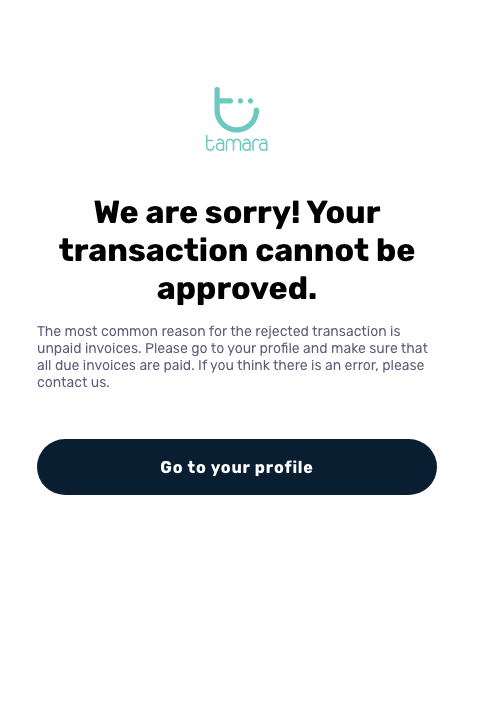 tamara
We are sorry! Your
transaction cannot be
approved.
The most common reason for the rejected transaction is
unpaid invoices. Please go to your profile and make sure that
all due invoices are paid. If you think there is an error, please
contact us.
Go to your profile